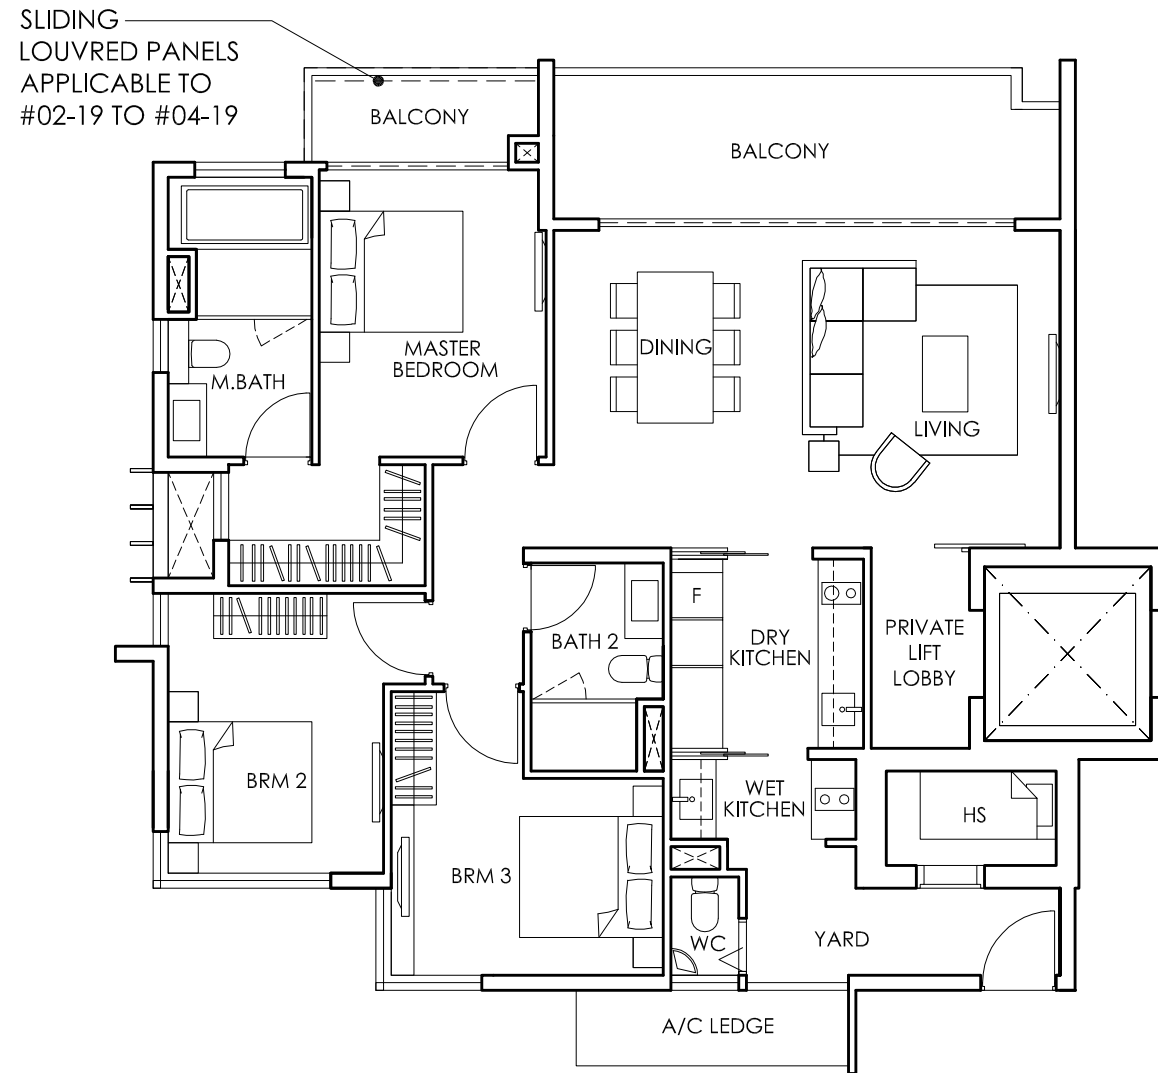 SLIDING
LOUVRED PANELS
APPLICABLE TO
#02-19 TO #04-19
BALCONY
BALCONY
MASTER
BEDROOM
DINING
M.BATH
LIVING
F
BATH 2
DRY
KITCHEN
PRIVATE
LIFT
LOBBY
BRM 2
WET
KITCHEN
HS
BRM 3
WC
YARD
A/C LEDGE